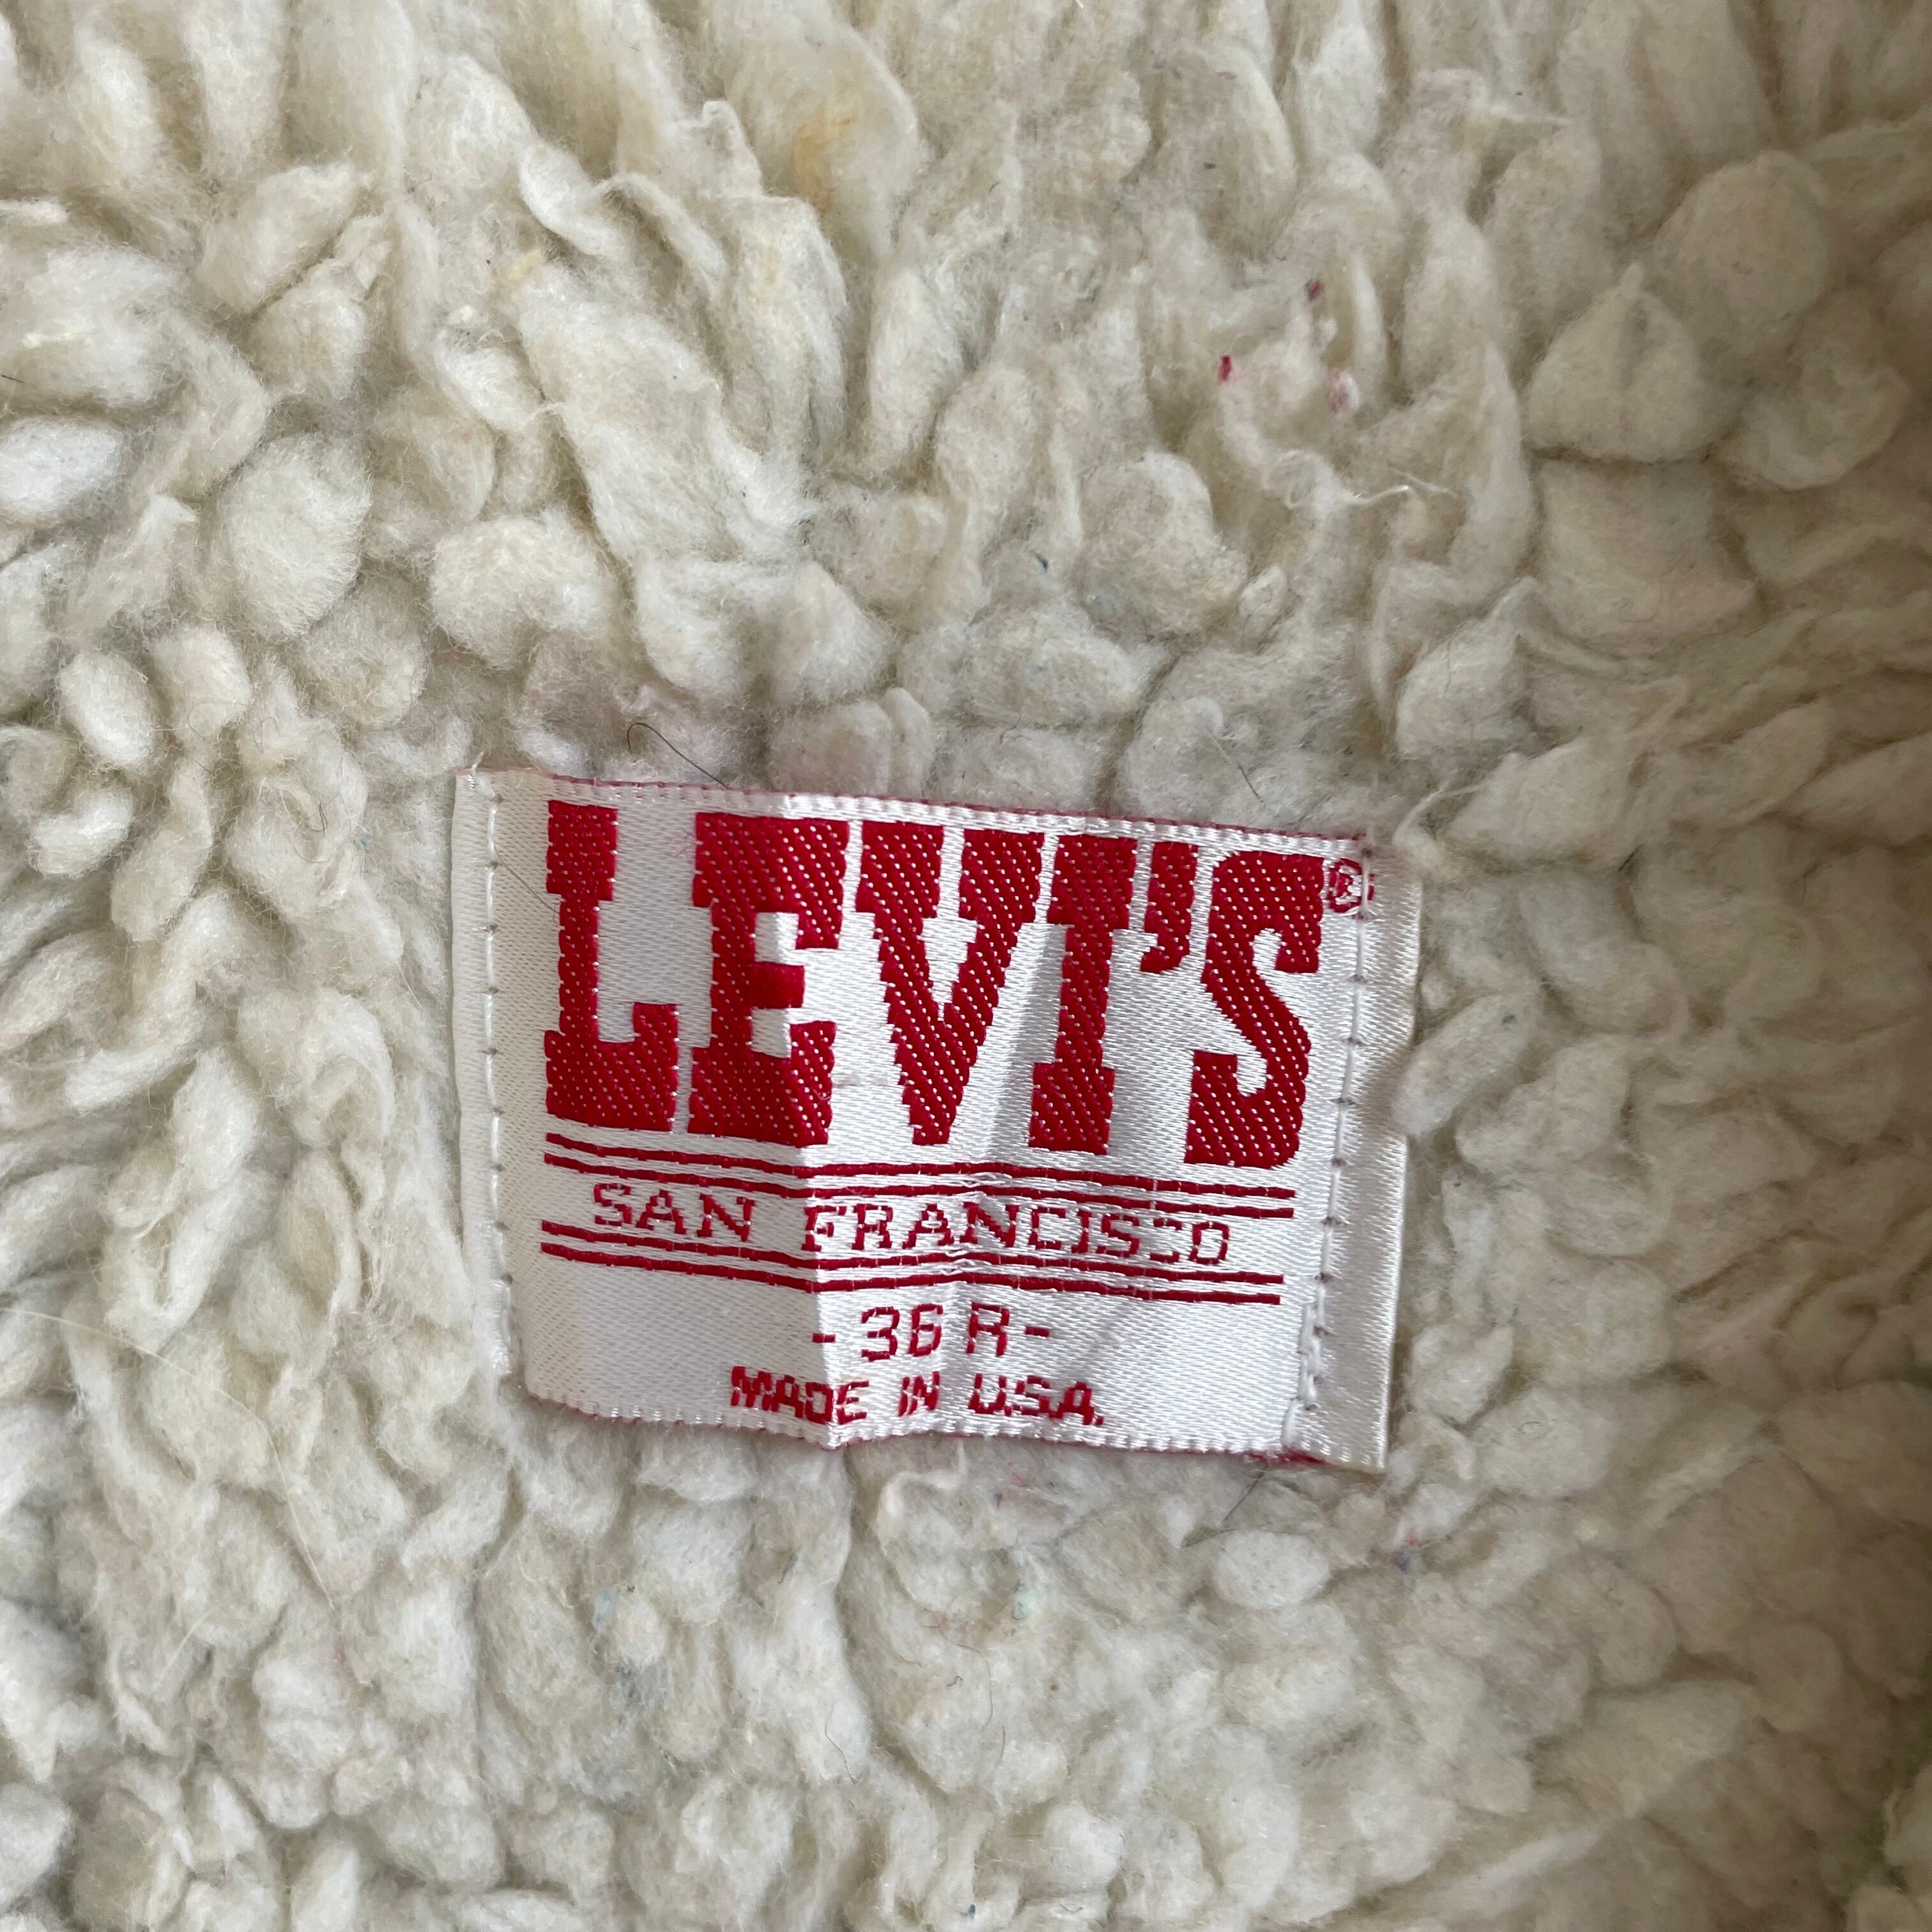 LEVI'S®
SAN FRANCISCO
- 36 R-
MADE IN U.S.A.